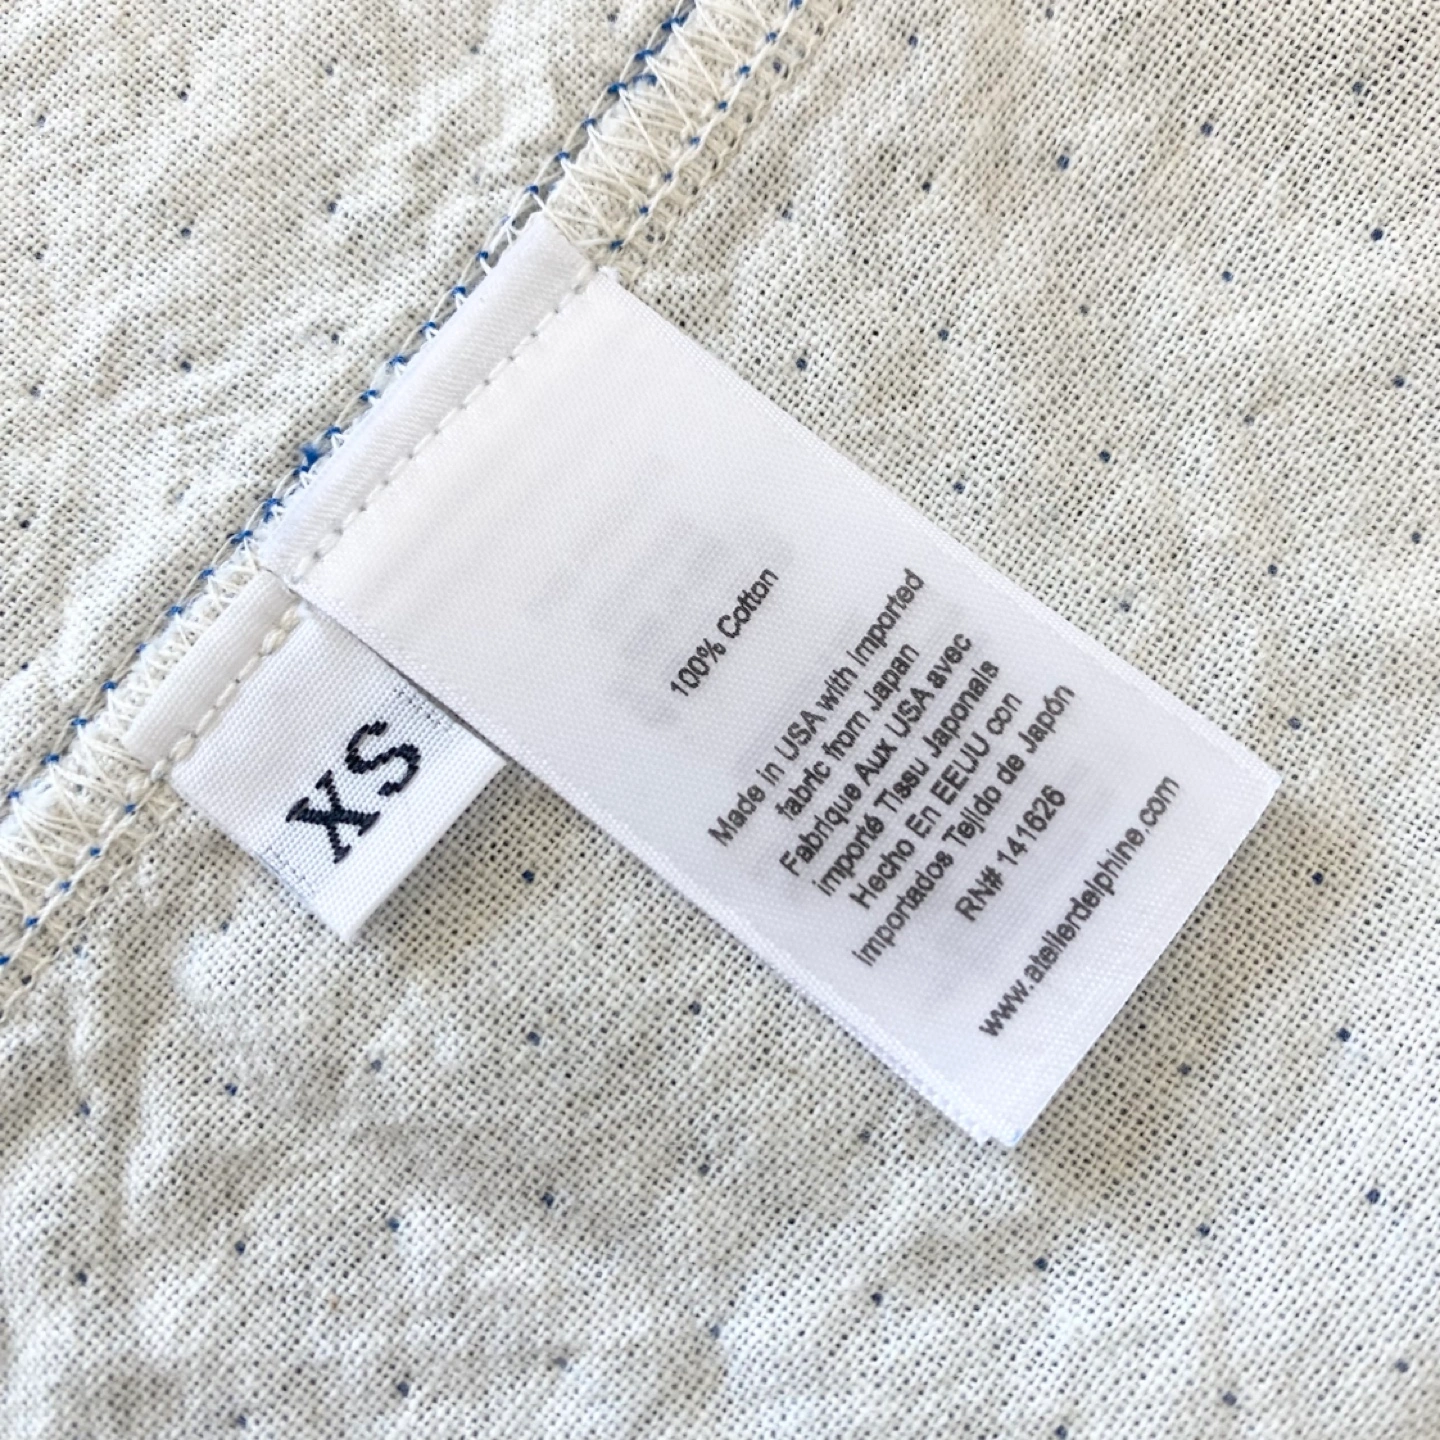 XS
100% Cotton
Made in USA with imported
fabric from Japan
Fabrique Aux USA avec
importé Tissu Japonais
Hecho En EEUU con
importados Tejido de Japón
RN# 141626
www.atelierdelphine.com